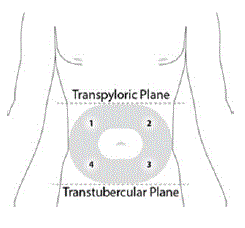 Transpyloric Plane
1 2
4 3
Transtubercular Plane